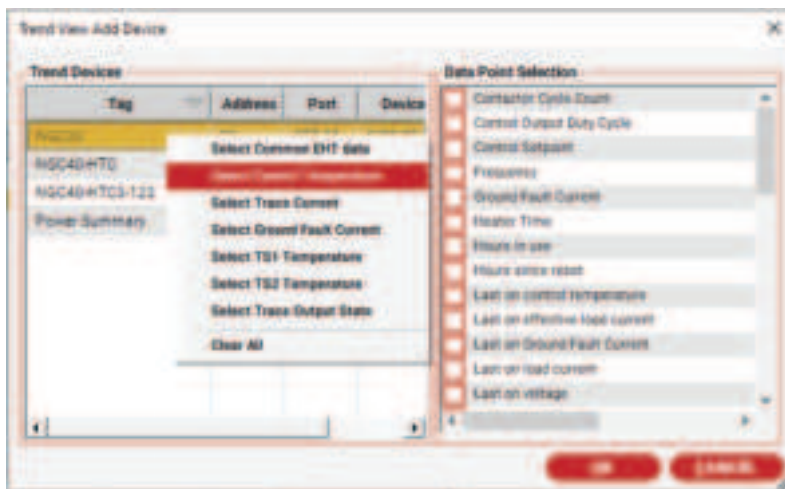 Trend View Add Device
Trend Devices
Tag Address Port Device
NGC40-HTC
NGC40-HTC3-123
Power Summary
Select Common EHT data
Select Control Temperature
Select Trace Current
Select Ground Fault Current
Select TS1 Temperature
Select TS2 Temperature
Select Trace Output State
Clear All
Data Point Selection
Contactor Cycle Count
Control Output Duty Cycle
Control Setpoint
Frequency
Ground Fault Current
Heater Time
Hours in use
Hours since reset
Last on control temperature
Last on effective load current
Last on Ground Fault Current
Last on load current
Last on voltage
OK
CANCEL